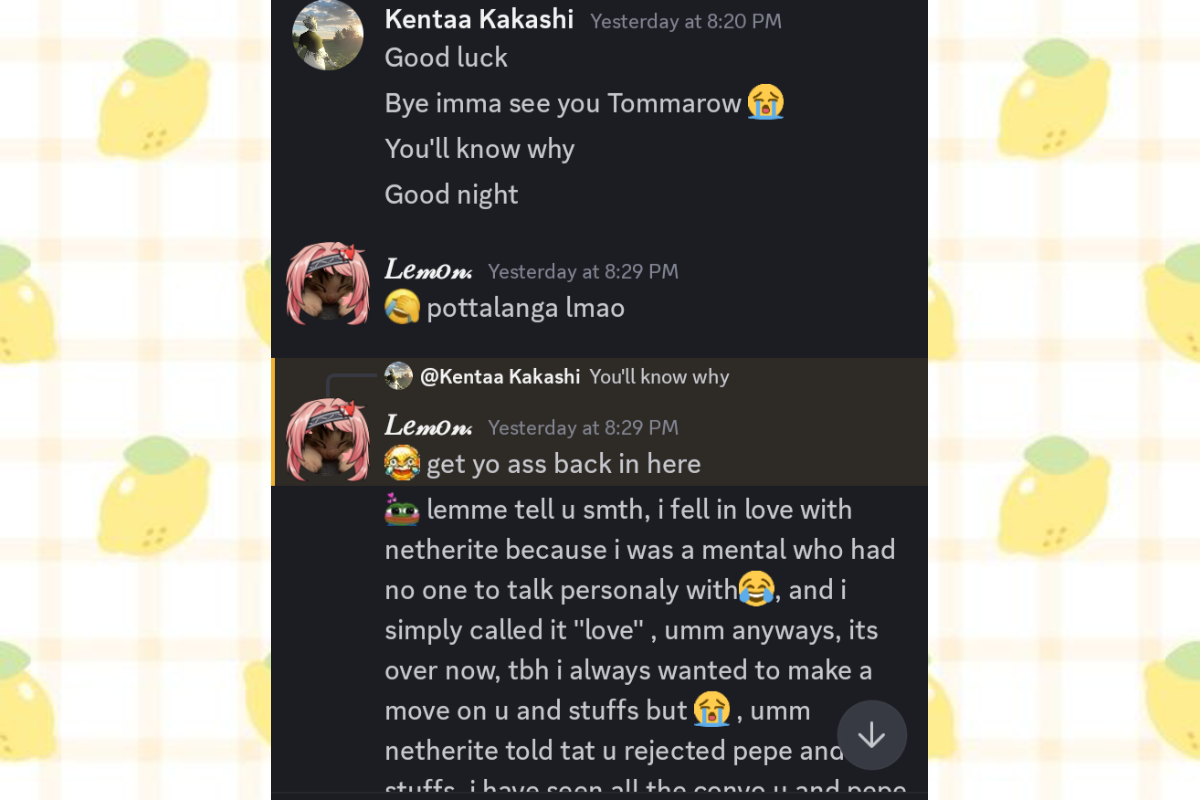 Kentaa Kakashi Yesterday at 8:20 PM
Good luck
Bye imma see you Tommarow 😭
You'll know why
Good night
Lemon. Yesterday at 8:29 PM
pottalanga lmao
@Kentaa Kakashi You'll know why
Lemon. Yesterday at 8:29 PM
get yo ass back in here
lemme tell u smth, i fell in love with
netherite because i was a mental who had
no one to talk personaly with😂, and i
simply called it "love" , umm anyways, its
over now, tbh i always wanted to make a
move on u and stuffs but 😭 , umm
netherite told tat u rejected pepe and
stuffs, i have seen all the convo u and pepe